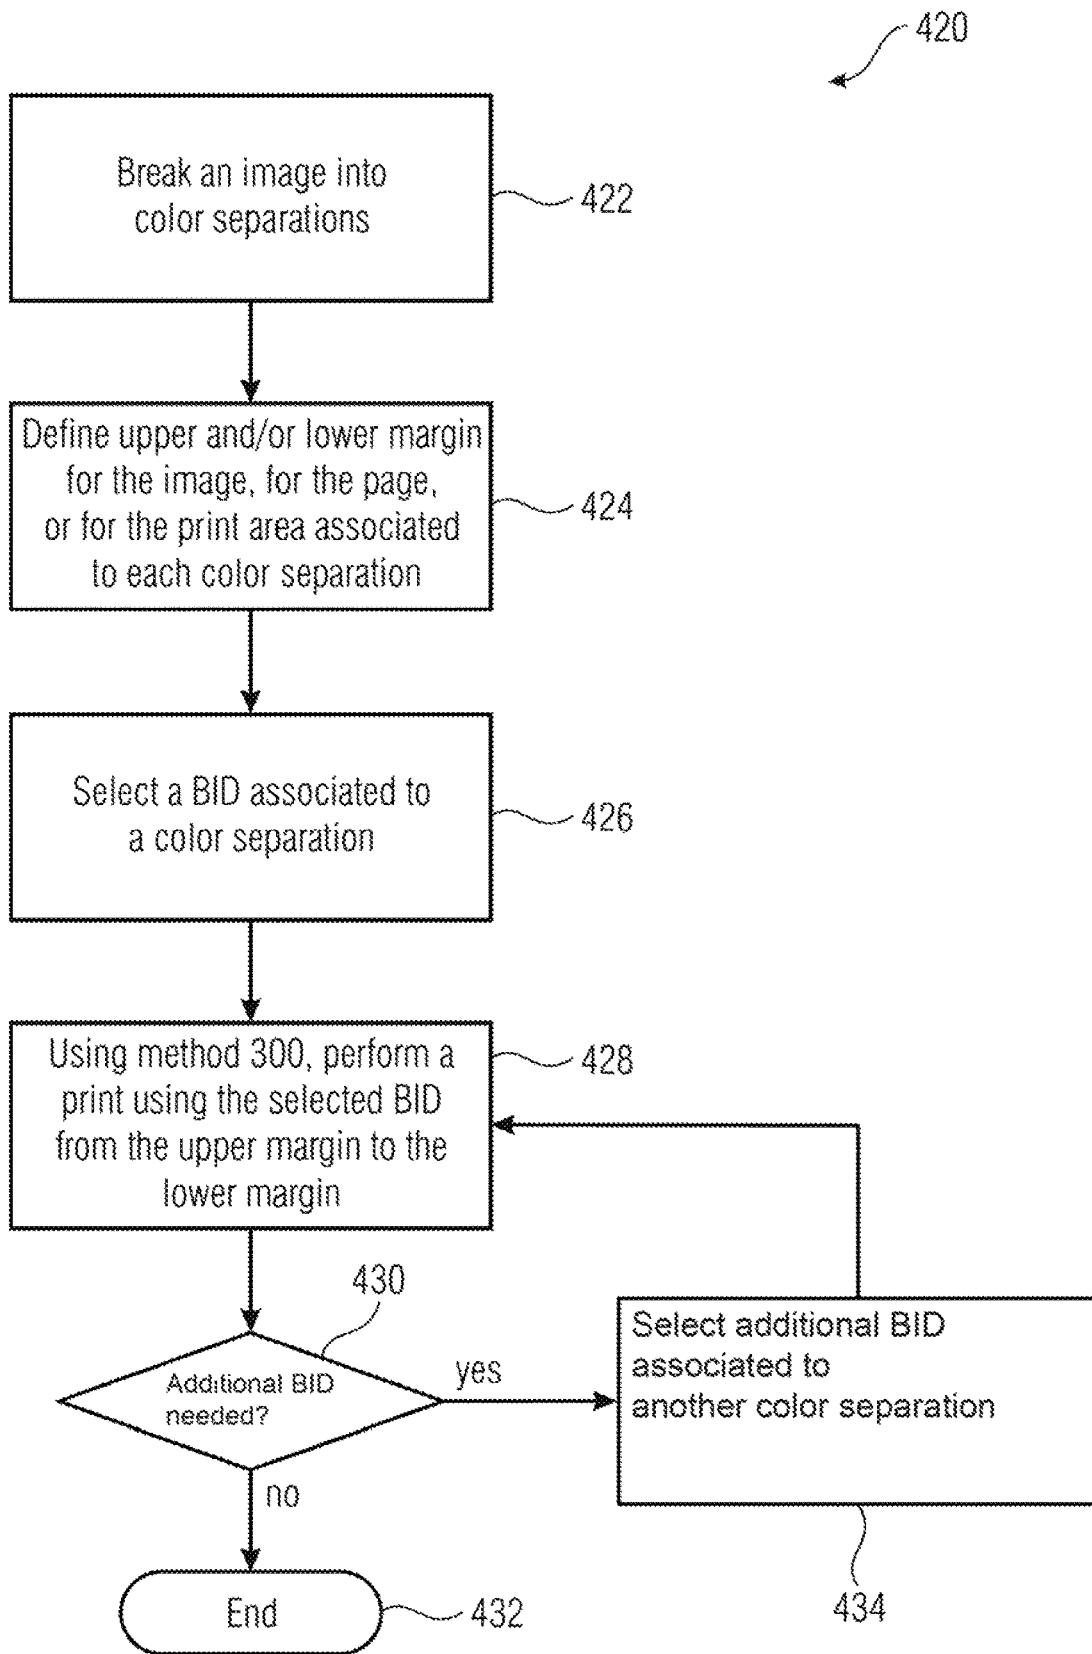 420
Break an image into
color separations
422
Define upper and/or lower margin
for the image, for the page,
or for the print area associated
to each color separation
424
Select a BID associated to
a color separation
426
Using method 300, perform a
print using the selected BID
from the upper margin to the
lower margin
428
430
Additional BID
needed?
yes
Select additional BID
associated to
another color separation
no
End
432
434